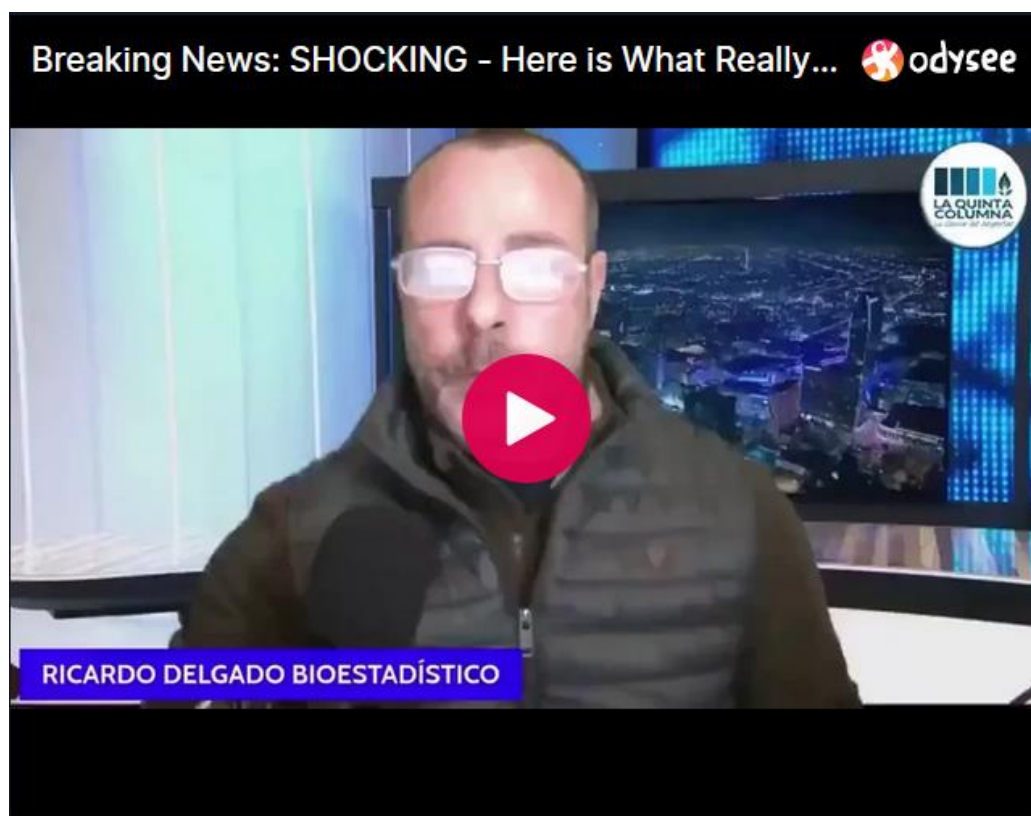 Breaking News: SHOCKING - Here is What Really...
odysee
LA QUINTA
COLUMNA
RICARDO DELGADO BIOESTADÍSTICO